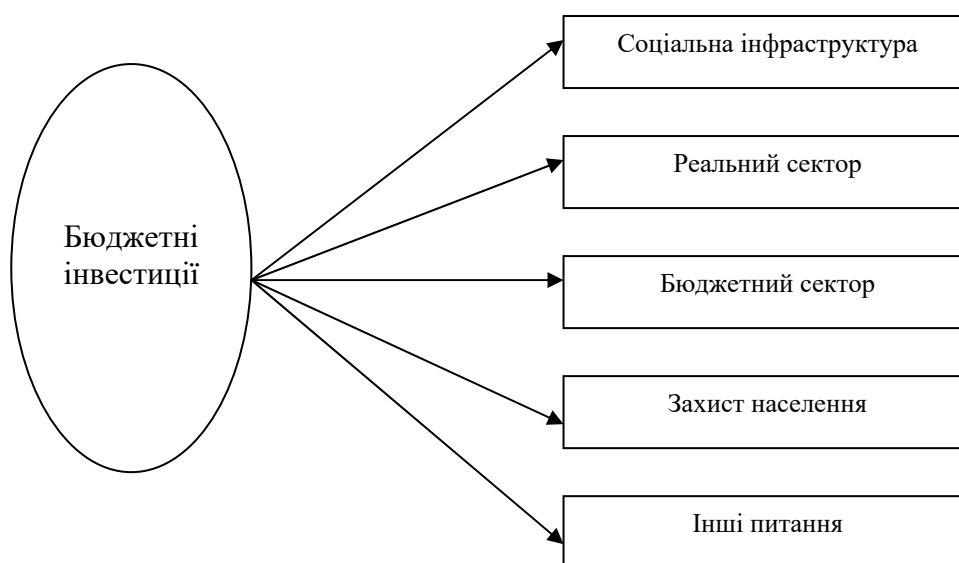 Соціальна інфраструктура
Реальний сектор
Бюджетні
інвестиції
Бюджетний сектор
Захист населення
Інші питання